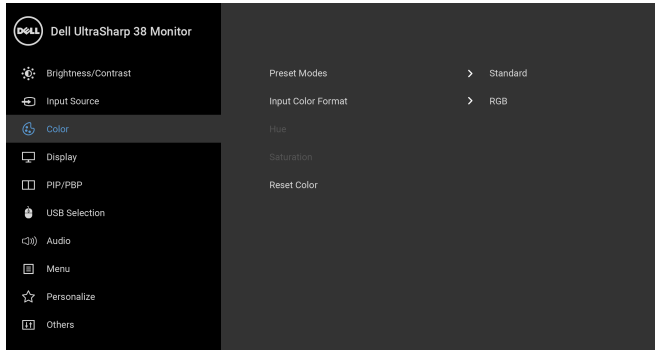 DELL Dell UltraSharp 38 Monitor
Brightness/Contrast Preset Modes Standard
Input Source Input Color Format RGB
Color Hue
Display Saturation
PIP/PBP Reset Color
USB Selection
Audio
Menu
Personalize
Others